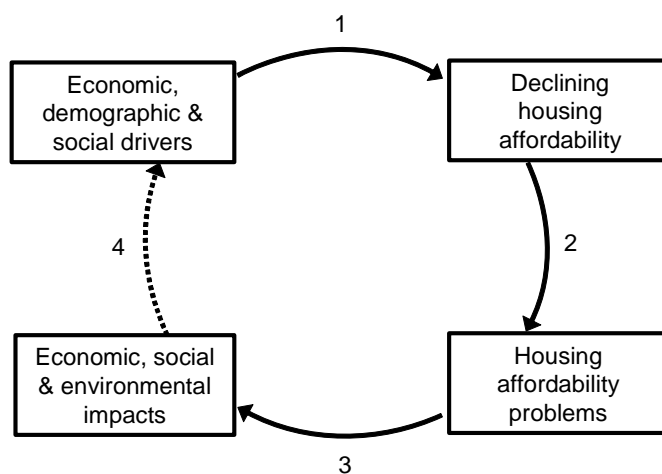 1
Economic,
demographic &
social drivers
Declining
housing
affordability
4
2
Economic, social
& environmental
impacts
Housing
affordability
problems
3